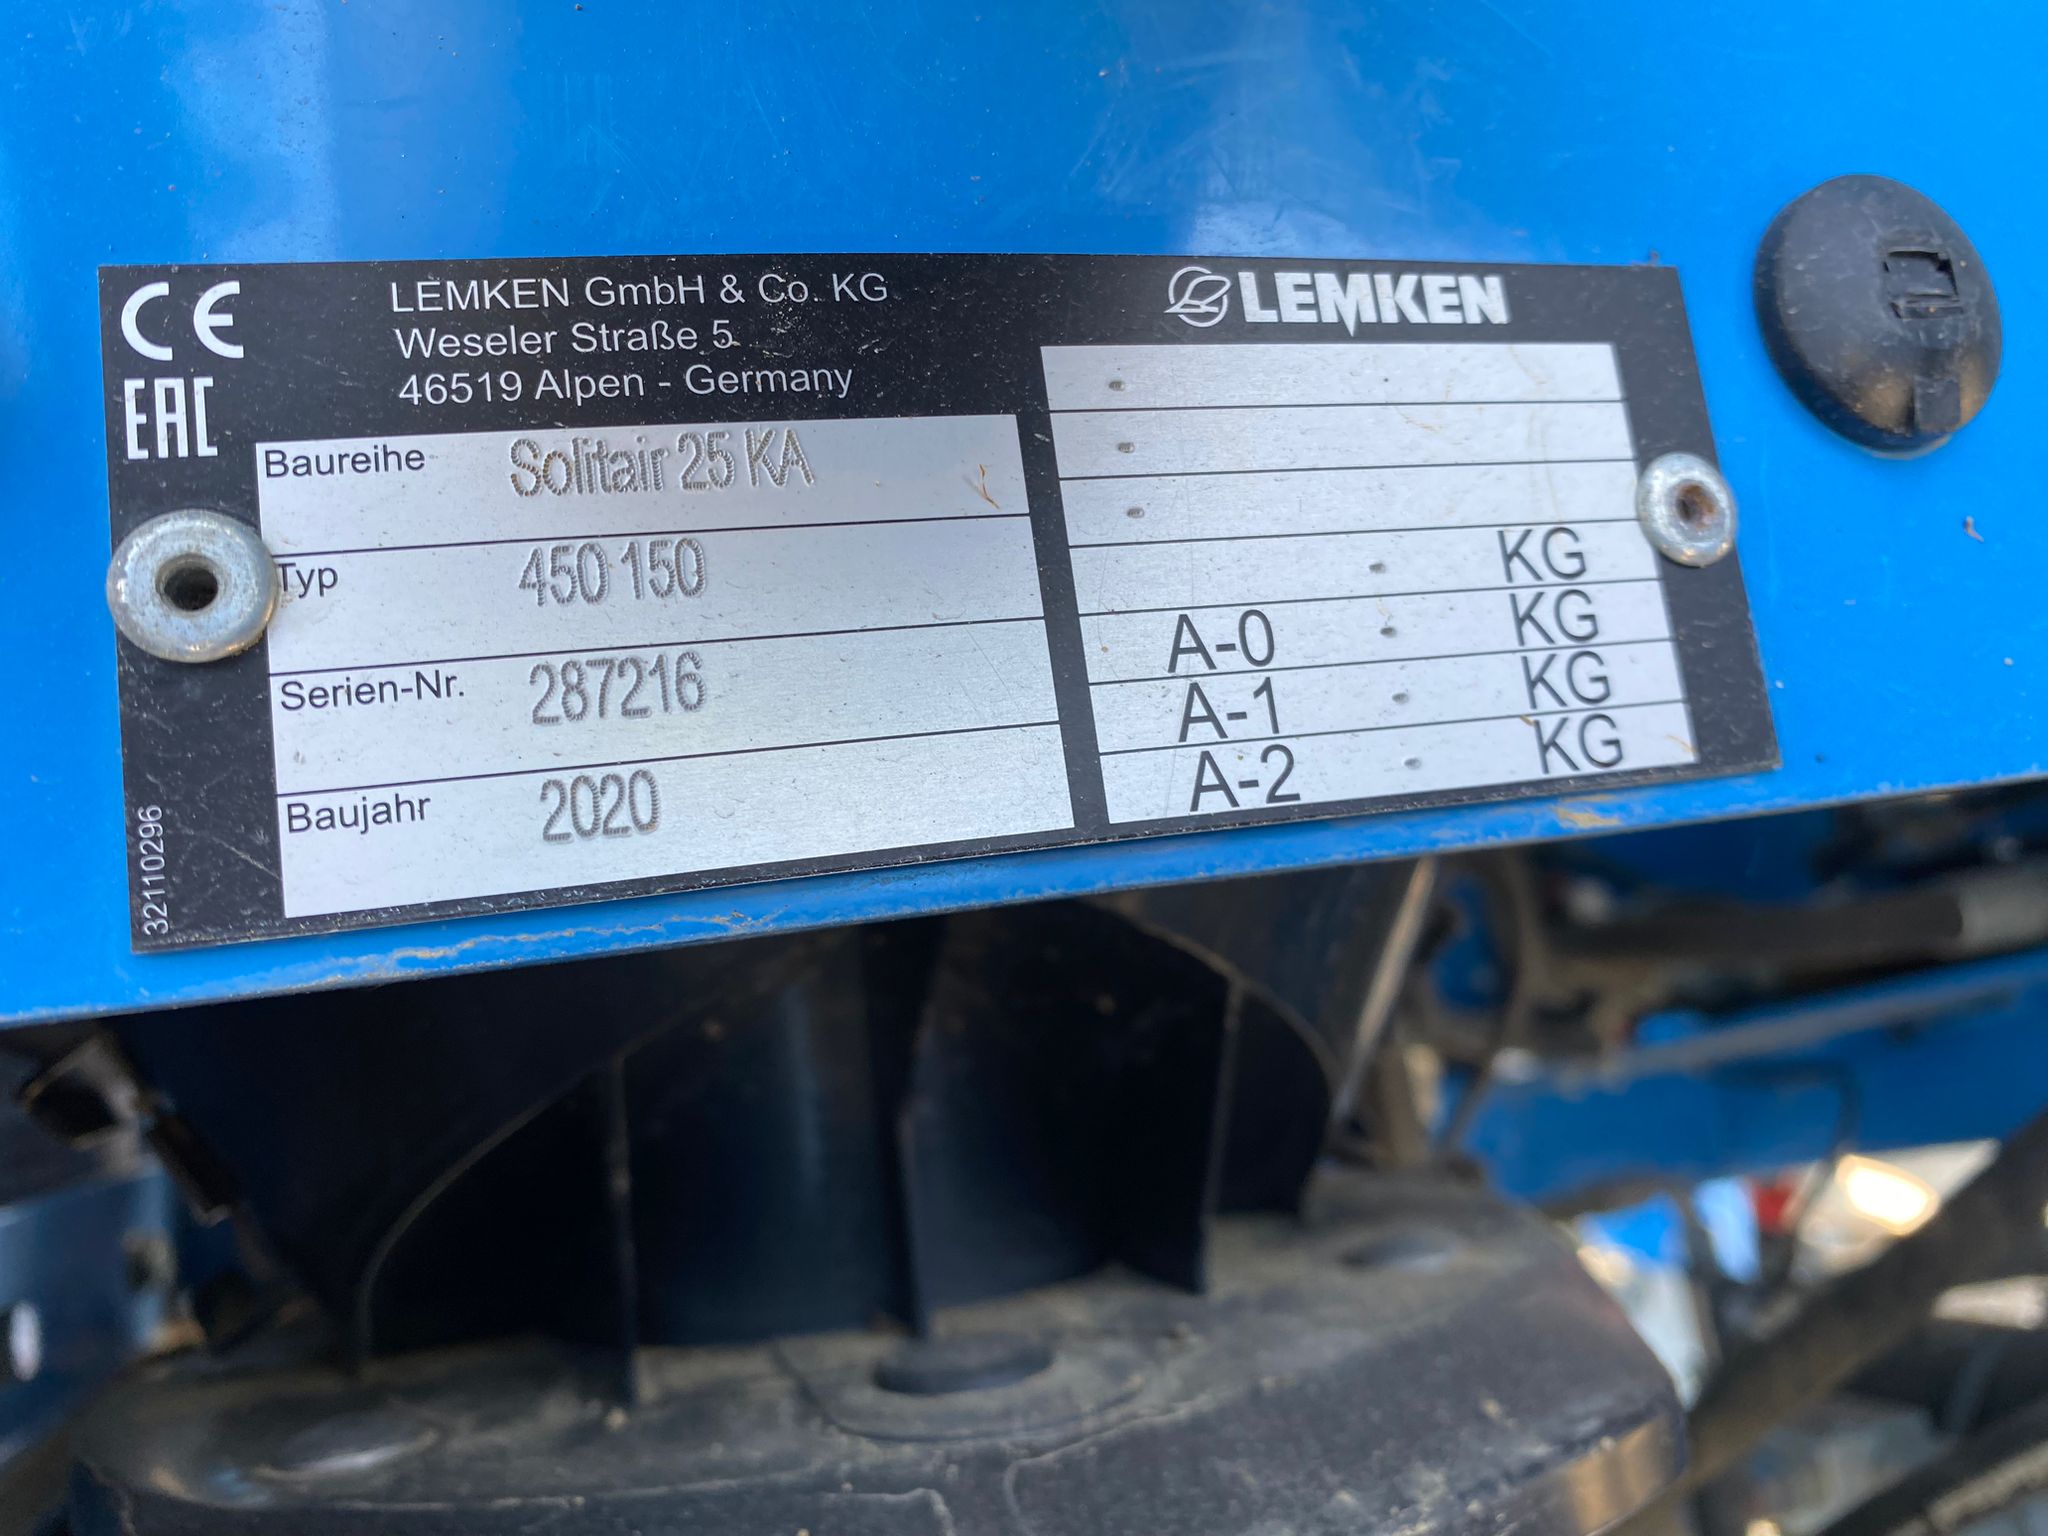 CE
EAC
LEMKEN GmbH & Co. KG
Weseler Straße 5
46519 Alpen - Germany
LEMKEN
Baureihe Solitair 25 KA
Typ 450 150
Serien-Nr. 287216
Baujahr 2020
32110296
-
-
-
- KG
A-0 - KG
A-1 - KG
A-2 - KG